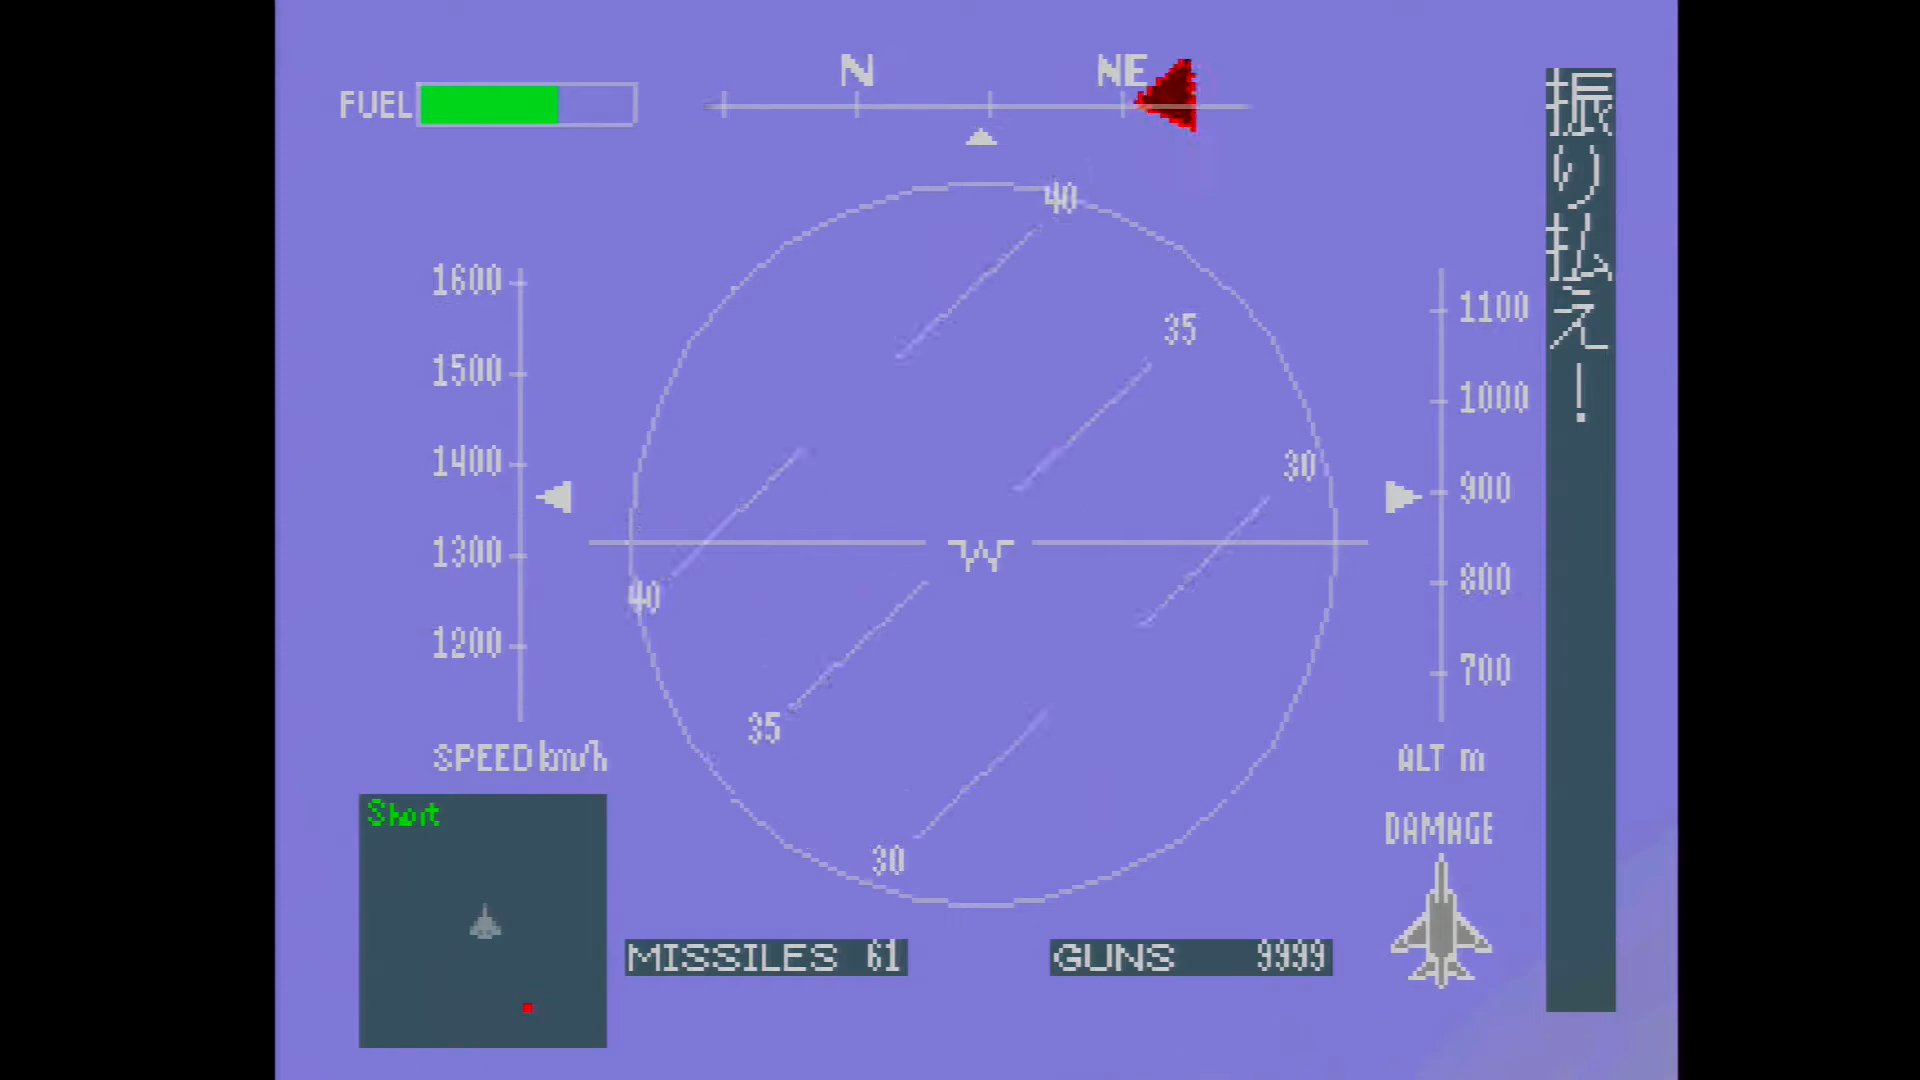 N
NE
FUEL
振り払え!
40
35
30
40
35
30
1600
1500
1400
1300
1200
SPEED km/h
1100
1000
900
800
700
ALT m
Short
DAMAGE
MISSILES 61
GUNS 9999